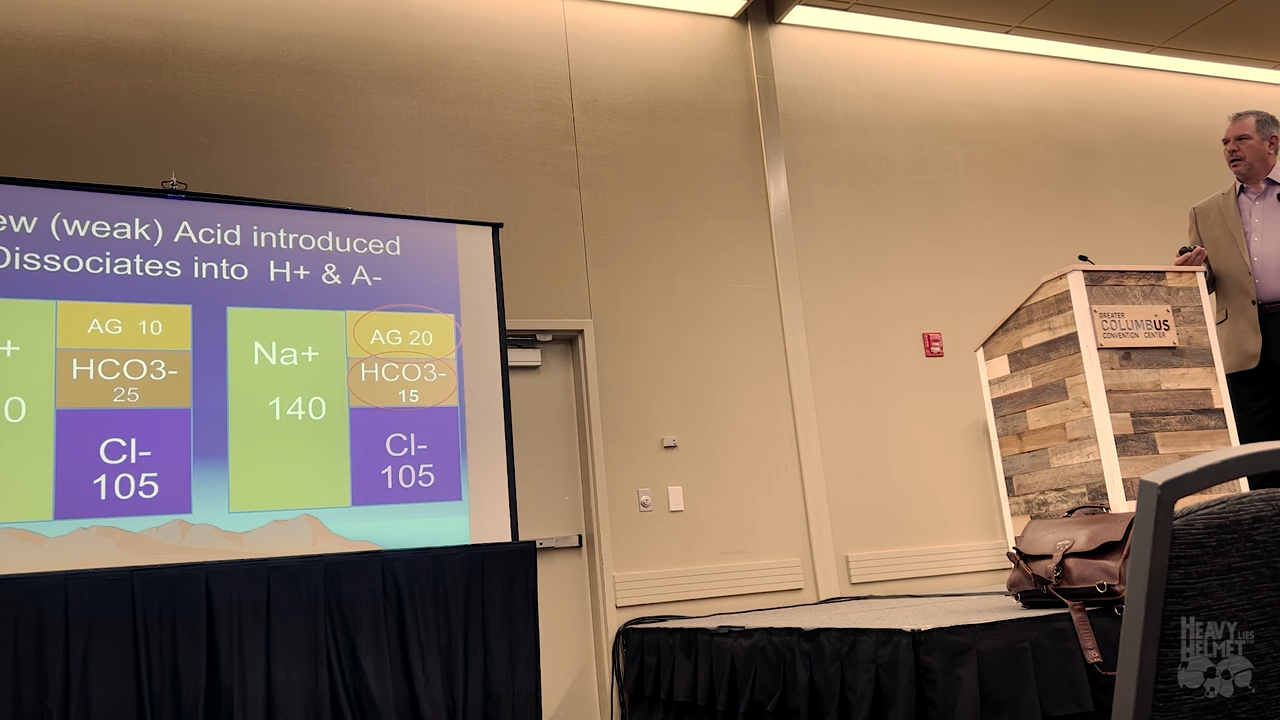 ew (weak) Acid introduced
Dissociates into H+ & A-
+
0
AG 10
HCO3-
25
Cl-
105
Na+
140
AG 20
HCO3-
15
Cl-
105
GREATER
COLUMBUS
CONVENTION CENTER
HEAVY LIES
HELMET